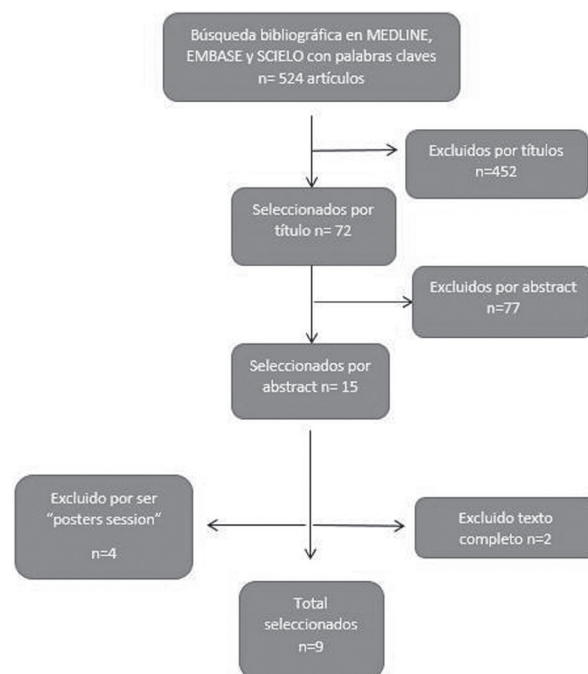 Búsqueda bibliográfica en MEDLINE,
EMBASE y SCIELO con palabras claves
n= 524 artículos
Excluidos por títulos
n=452
Seleccionados por
título n= 72
Excluidos por abstract
n=77
Seleccionados por
abstract n= 15
Excluido por ser
“posters session“
n=4
Excluido texto
completo n=2
Total
seleccionados
n=9